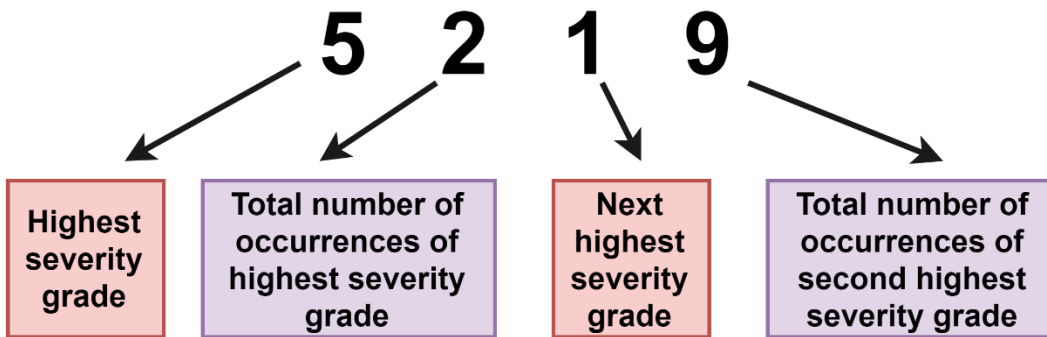 5 2 1 9
Highest
severity
grade
Total number of
occurrences of
highest severity
grade
Next
highest
severity
grade
Total number of
occurrences of
second highest
severity grade